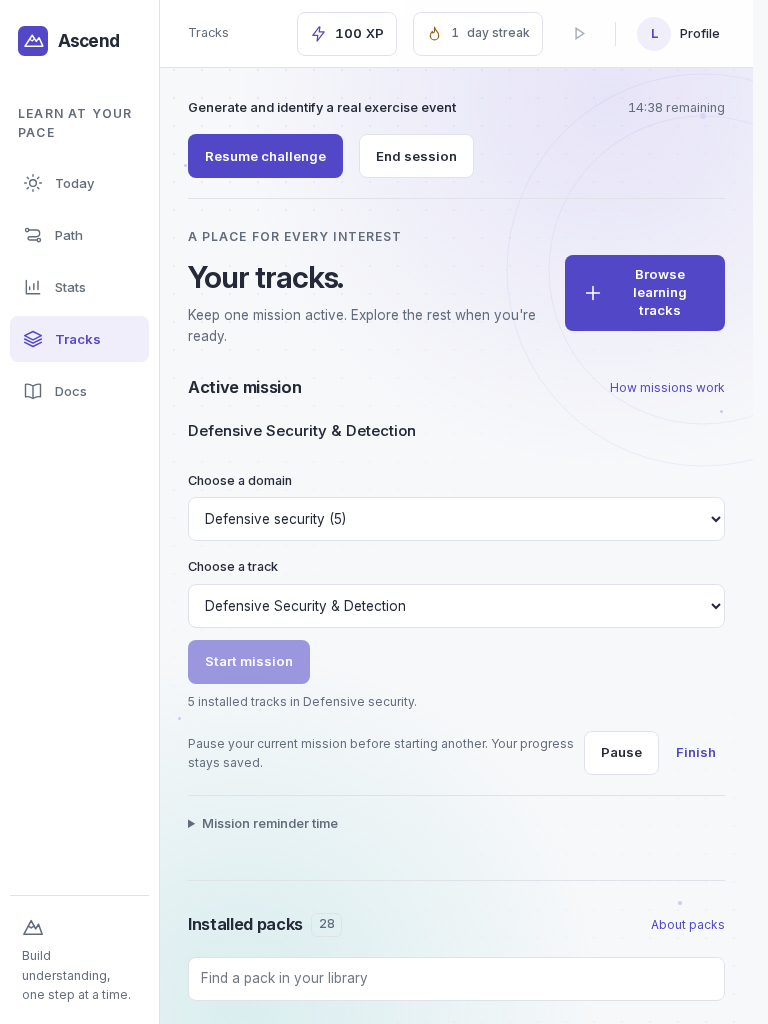 Ascend
LEARN AT YOUR
PACE
Today
Path
Stats
Tracks
Docs
Build
understanding,
one step at a time.
Tracks
100 XP
1 day streak
L
Profile
Generate and identify a real exercise event
14:38 remaining
Resume challenge
End session
A PLACE FOR EVERY INTEREST
Your tracks.
Keep one mission active. Explore the rest when you're
ready.
Browse
learning
tracks
Active mission
How missions work
Defensive Security & Detection
Choose a domain
Defensive security (5)
Choose a track
Defensive Security & Detection
Start mission
5 installed tracks in Defensive security.
Pause your current mission before starting another. Your progress
stays saved.
Pause
Finish
Mission reminder time
Installed packs
28
About packs
Find a pack in your library